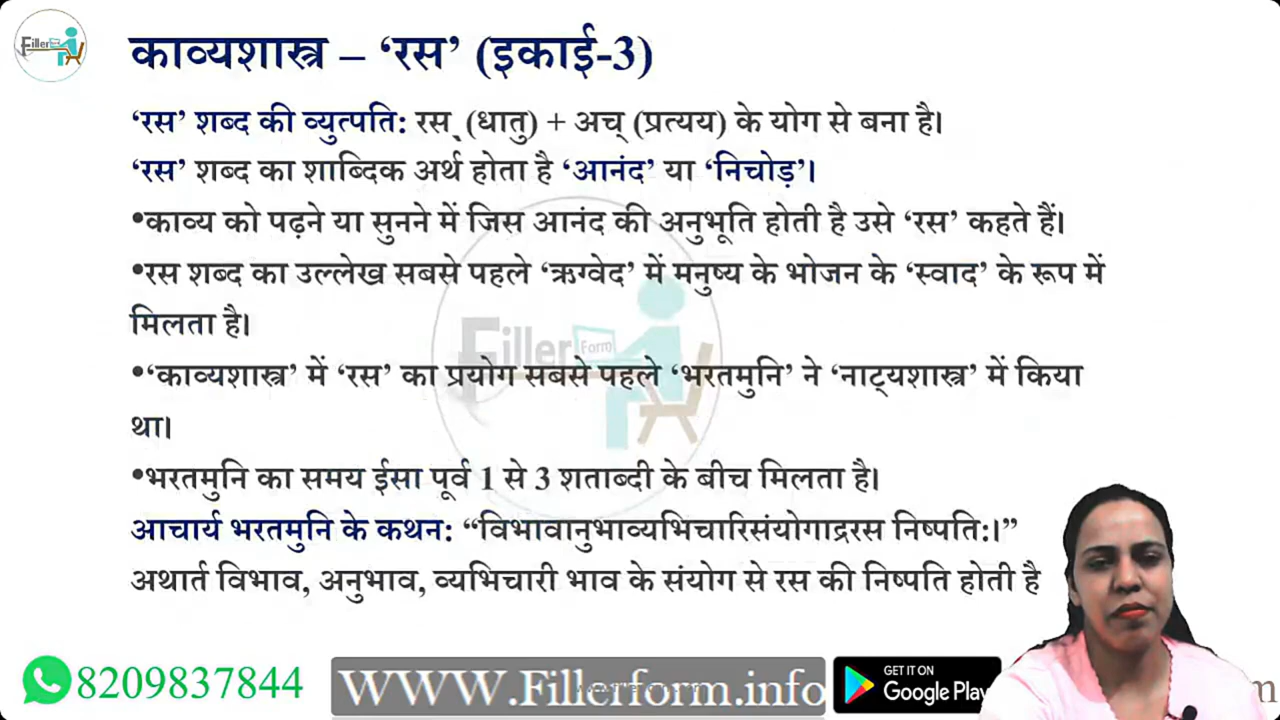 Fillerform
काव्यशास्त्र – ‘रस’ (इकाई-3)
‘रस’ शब्द की व्युत्पति: रस् (धातु) + अच् (प्रत्यय) के योग से बना है।
‘रस’ शब्द का शाब्दिक अर्थ होता है ‘आनंद’ या ‘निचोड़’।
•काव्य को पढ़ने या सुनने में जिस आनंद की अनुभूति होती है उसे ‘रस’ कहते हैं।
•रस शब्द का उल्लेख सबसे पहले ‘ऋग्वेद’ में मनुष्य के भोजन के ‘स्वाद’ के रूप में
मिलता है।
Filler Form
•‘काव्यशास्त्र’ में ‘रस’ का प्रयोग सबसे पहले ‘भरतमुनि’ ने ‘नाट्यशास्त्र’ में किया
था।
•भरतमुनि का समय ईसा पूर्व 1 से 3 शताब्दी के बीच मिलता है।
आचार्य भरतमुनि के कथन: “विभावानुभाव्यभिचारिसंयोगाद्ररस निष्पति:।”
अथार्त विभाव, अनुभाव, व्यभिचारी भाव के संयोग से रस की निष्पति होती है
8209837844
WWW.Fillerform.info
GET IT ON
Google Play